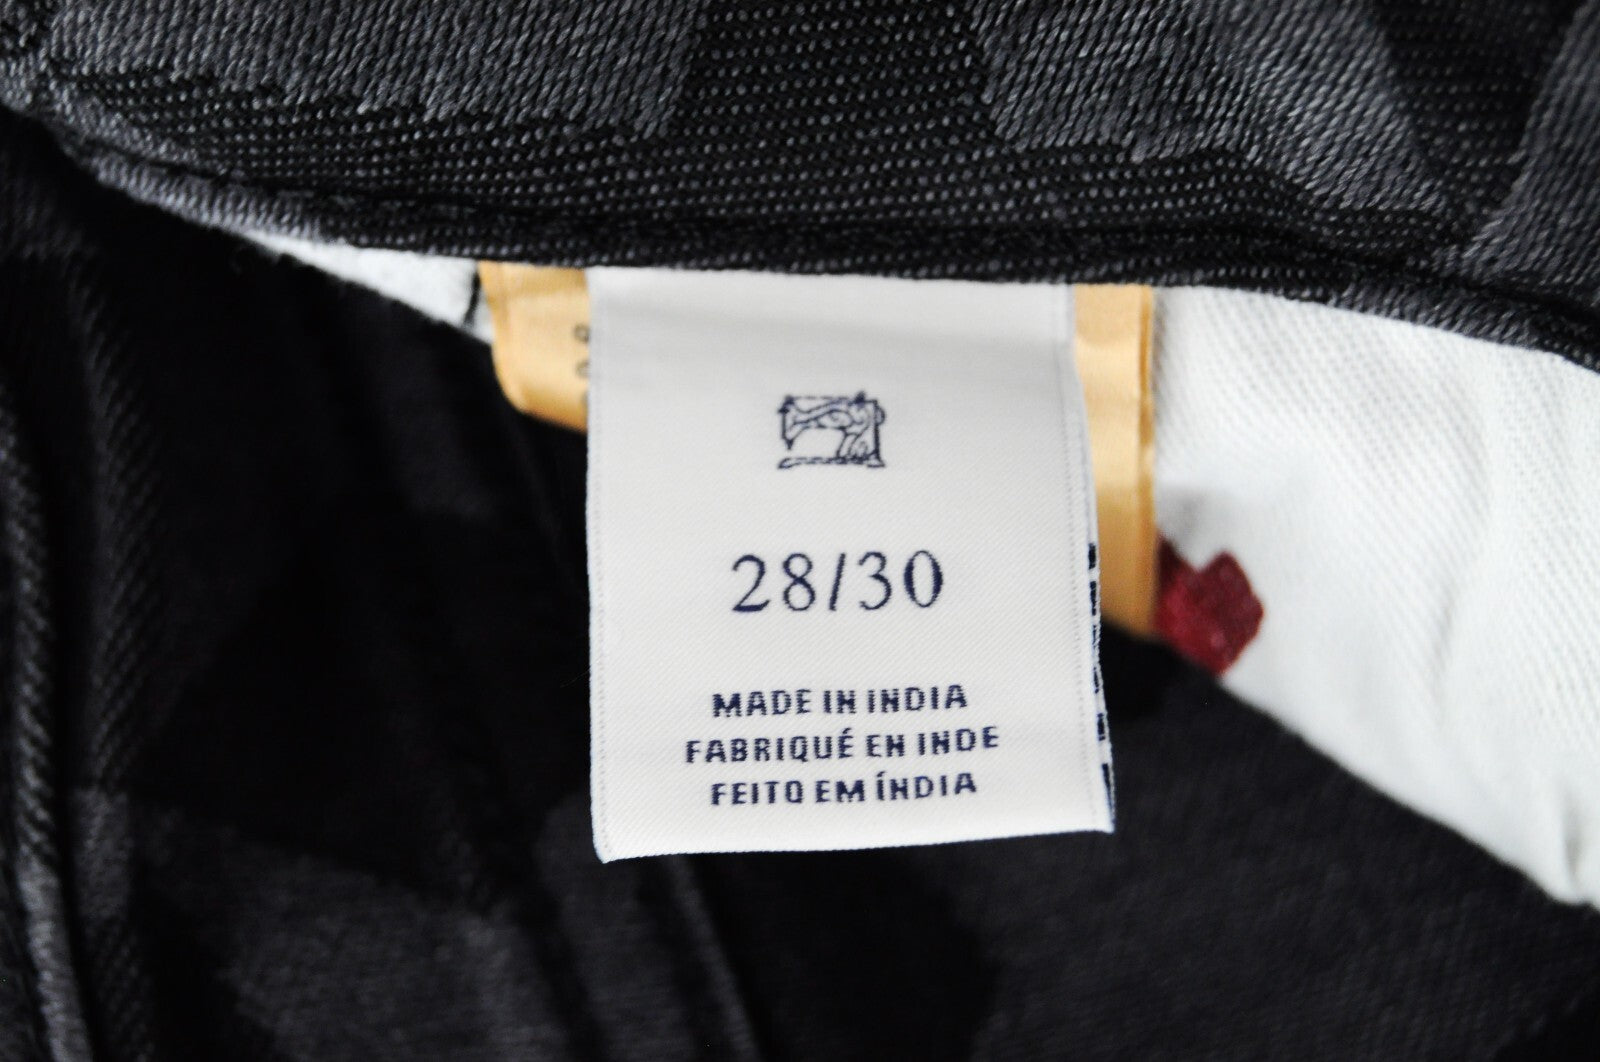 28/30
MADE IN INDIA
FABRIQUÉ EN INDE
FEITO EM ÍNDIA